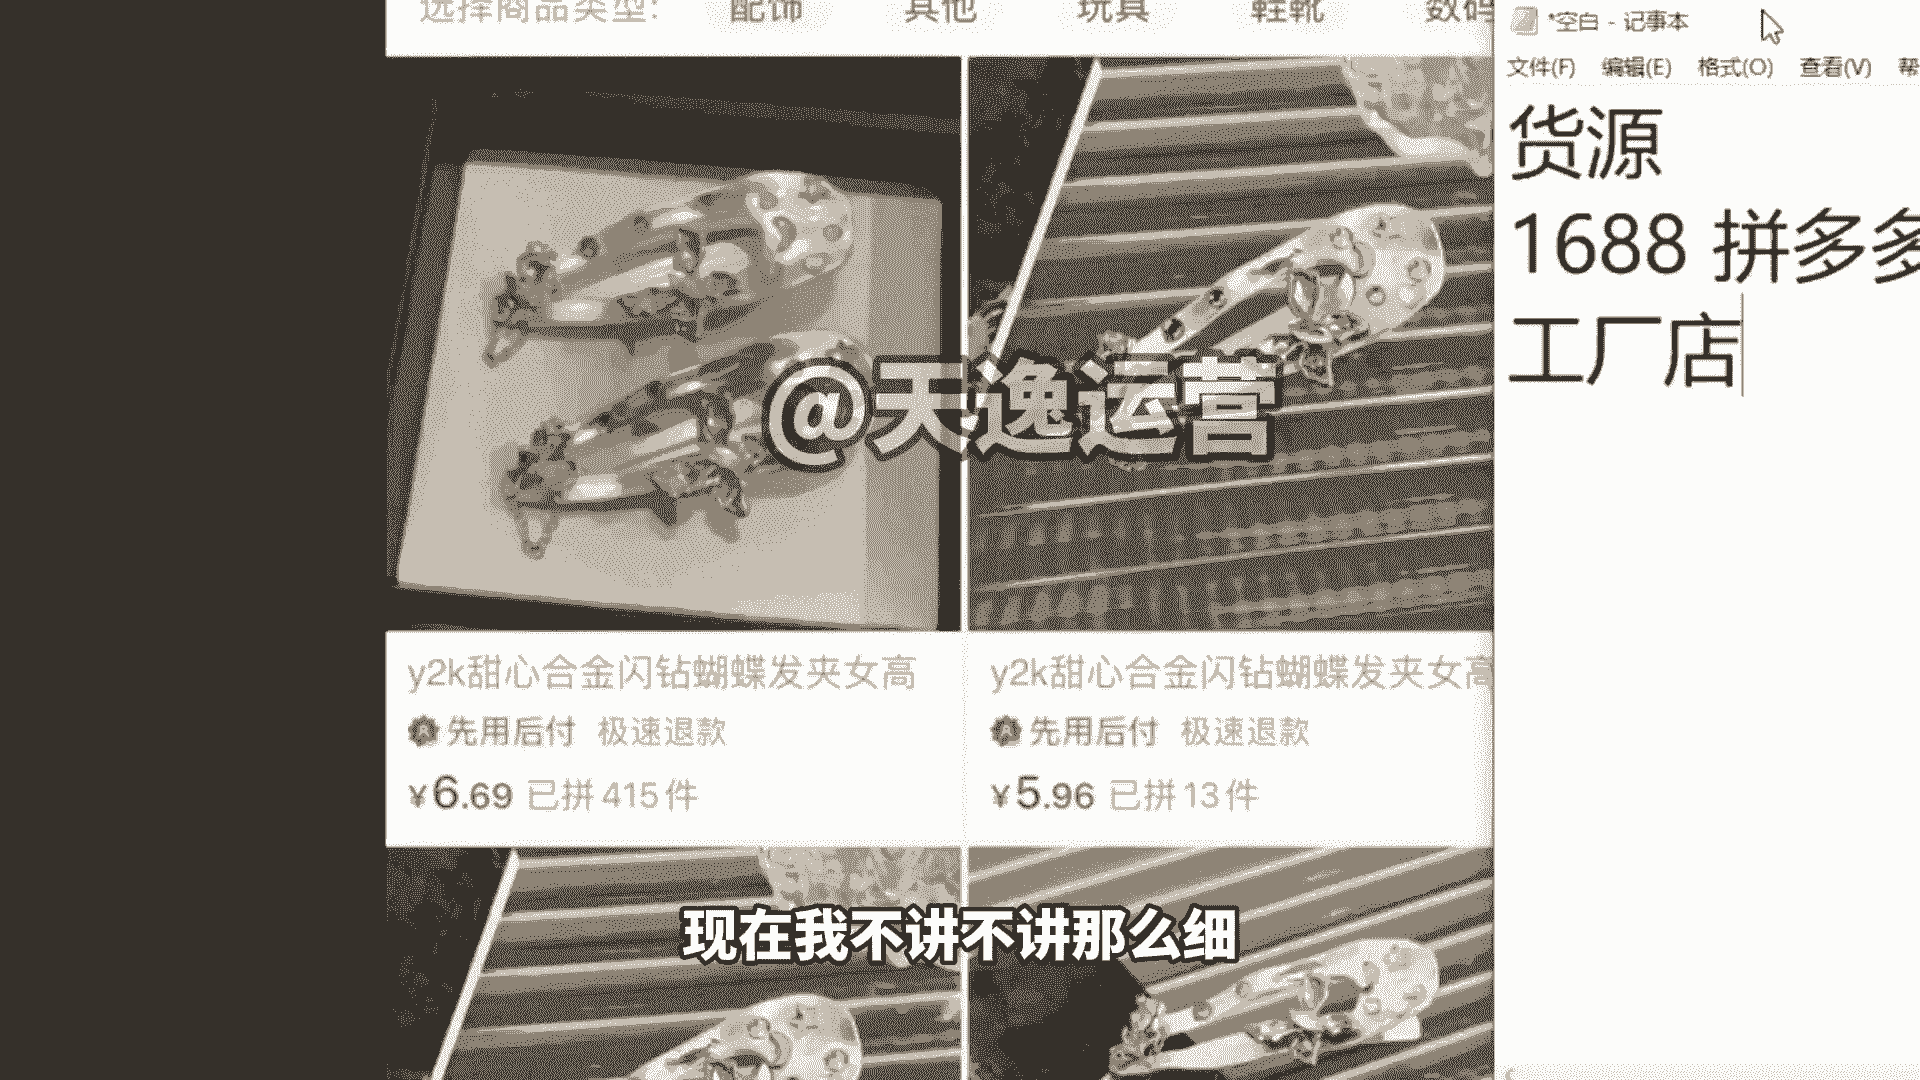 选择商品类型: 配饰 其他 玩具 鞋靴 数码
*空白 - 记事本
文件(F) 编辑(E) 格式(O) 查看(V) 帮
货源
1688 拼多多
工厂店
@天逸运营
y2k甜心合金闪钻蝴蝶发夹女高
先用后付 极速退款
¥6.69 已拼415件
y2k甜心合金闪钻蝴蝶发夹女高
先用后付 极速退款
¥5.96 已拼13件
现在我不讲不讲那么细